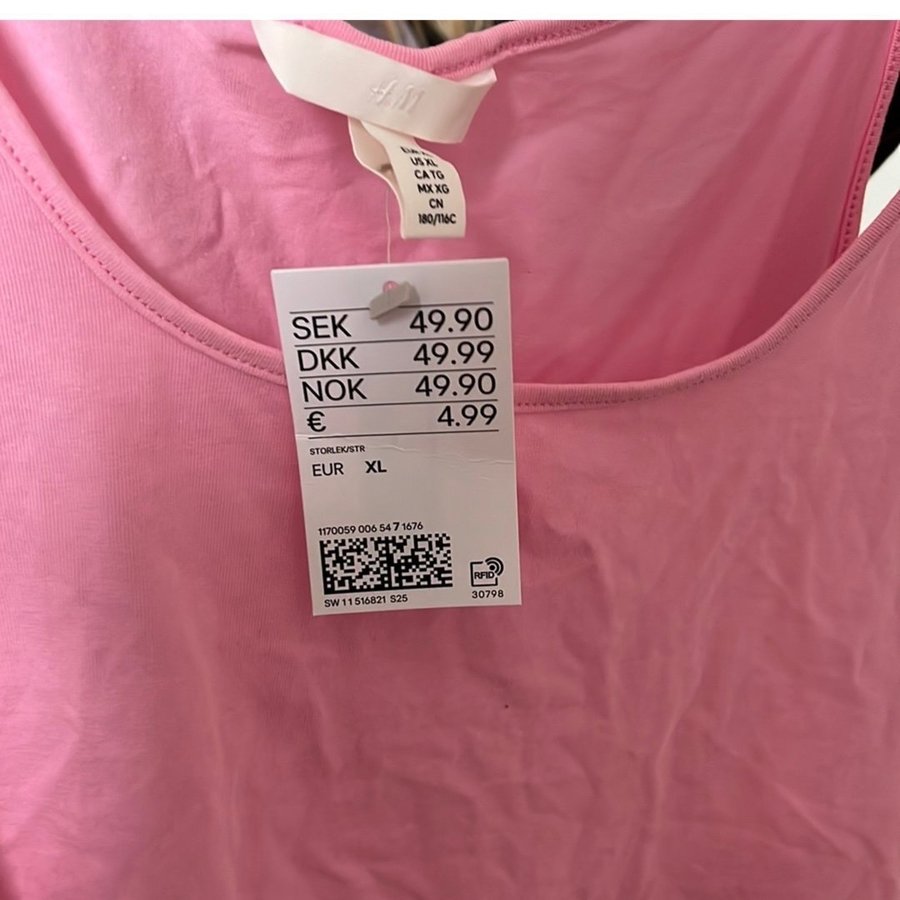 H&M
US XL
CA TG
MX XG
CN
180/116C
SEK 49.90
DKK 49.99
NOK 49.90
€ 4.99
STORLEK/STR
EUR XL
1170059 006 54 7 1676
RFID
SW 11 516821 S25
30798